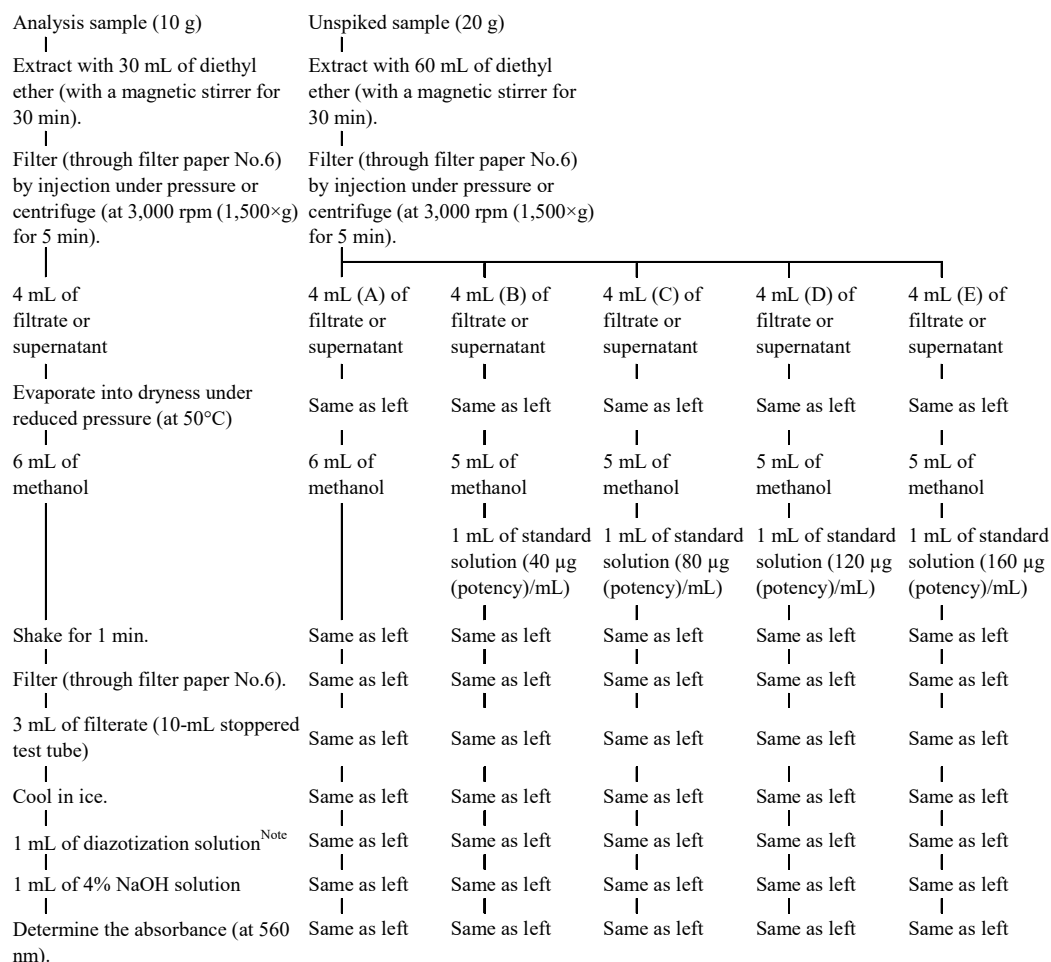 Analysis sample (10 g) Unspiked sample (20 g)
Extract with 30 mL of diethyl
ether (with a magnetic stirrer for
30 min).
Extract with 60 mL of diethyl
ether (with a magnetic stirrer for
30 min).
Filter (through filter paper No.6)
by injection under pressure or
centrifuge (at 3,000 rpm (1,500×g)
for 5 min).
Filter (through filter paper No.6)
by injection under pressure or
centrifuge (at 3,000 rpm (1,500×g)
for 5 min).
4 mL of
filtrate or
supernatant
4 mL (A) of
filtrate or
supernatant
4 mL (B) of
filtrate or
supernatant
4 mL (C) of
filtrate or
supernatant
4 mL (D) of
filtrate or
supernatant
4 mL (E) of
filtrate or
supernatant
Evaporate into dryness under
reduced pressure (at 50°C)
Same as left Same as left Same as left Same as left Same as left
6 mL of
methanol
6 mL of
methanol
5 mL of
methanol
5 mL of
methanol
5 mL of
methanol
5 mL of
methanol
1 mL of standard
solution (40 µg
(potency)/mL)
1 mL of standard
solution (80 µg
(potency)/mL)
1 mL of standard
solution (120 µg
(potency)/mL)
1 mL of standard
solution (160 µg
(potency)/mL)
Shake for 1 min. Same as left Same as left Same as left Same as left Same as left
Filter (through filter paper No.6). Same as left Same as left Same as left Same as left Same as left
3 mL of filterate (10-mL stoppered
test tube)
Same as left Same as left Same as left Same as left Same as left
Cool in ice. Same as left Same as left Same as left Same as left Same as left
1 mL of diazotization solution Note Same as left Same as left Same as left Same as left Same as left
1 mL of 4% NaOH solution Same as left Same as left Same as left Same as left Same as left
Determine the absorbance (at 560
nm).
Same as left Same as left Same as left Same as left Same as left